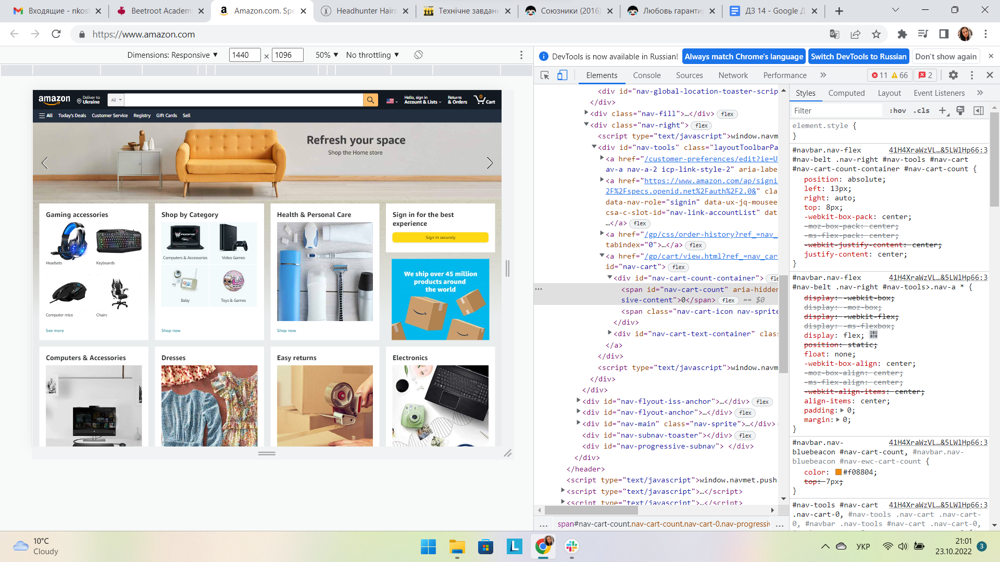 Входящие - nkosl
Beetroot Academy
Amazon.com. Spe
Headhunter Hairs
Технічне завданн
Союзники (2016)
Любовь гаранти
ДЗ 14 - Google Д
https://www.amazon.com
Dimensions: Responsive ▼ 1440 × 1096 50% ▼ No throttling ▼
DevTools is now available in Russian! Always match Chrome's language Switch DevTools to Russian Don't show again
Elements Console Sources Network Performance » 11 66 2
amazon
Deliver to
Ukraine
All
Hello, sign in
Account & Lists
Returns
& Orders
0
Cart
All Today's Deals Customer Service Registry Gift Cards Sell
Refresh your space
Shop the Home store
Gaming accessories
Headsets
Keyboards
Computer mice
Chairs
See more
Shop by Category
PREDATOR
Computers & Accessories
Video Games
Baby
Toys & Games
Shop now
Health & Personal Care
Shop now
Sign in for the best
experience
Sign in securely
We ship over 45 million
products around
the world
Computers & Accessories
Dresses
Easy returns
Electronics
<div id="nav-global-location-toaster-scrip
</div>
<div class="nav-fill">…</div> flex
<div class="nav-right"> flex
<script type="text/javascript">window.navm
<div id="nav-tools" class="layoutToolbarPa
<a href="/customer-preferences/edit?ie=U
av-a nav-a-2 icp-link-style-2" aria-labe
<a href="https://www.amazon.com/ap/signi
2F%2Fspecs.openid.net%2Fauth%2F2.0&" cla
data-nav-role="signin" data-ux-jq-mousee
csa-c-slot-id="nav-link-accountList" dat
…</a> flex
<a href="/gp/css/order-history?ref_=nav_
tabindex="0">…</a> flex
<a href="/gp/cart/view.html?ref_=nav_car
id="nav-cart"> flex
<div id="nav-cart-count-container"> fle
<span id="nav-cart-count" aria-hidden
sive-content">0</span> flex == $0
<span class="nav-cart-icon nav-sprite
</div>
<div id="nav-cart-text-container" clas
</a>
</div>
<script type="text/javascript">window.navm
</div>
</div>
<div id="nav-flyout-iss-anchor">…</div> flex
<div id="nav-flyout-anchor">…</div> flex
<div id="nav-main" class="nav-sprite">…</div>
<div id="nav-subnav-toaster"></div> flex
<div id="nav-progressive-subnav"> </div>
</div>
</header>
<script type="text/javascript">window.navmet.push
<script type="text/javascript">…</script>
<script type="text/javascript">…</script>
... span#nav-cart-count.nav-cart-count.nav-cart-0.nav-progressiv ...
Styles Computed Layout Event Listeners »
Filter :hov .cls
element.style {
}
#navbar.nav-flex 41H4XraWzVL…&5LWlHp66:3
#nav-belt .nav-right #nav-tools #nav-cart
#nav-cart-count-container #nav-cart-count {
position: absolute;
left: 13px;
right: auto;
top: 8px;
-webkit-box-pack: center;
-moz-box-pack: center;
-ms-flex-pack: center;
-webkit-justify-content: center;
justify-content: center;
}
#navbar.nav-flex 41H4XraWzVL…&5LWlHp66:3
#nav-belt .nav-right #nav-tools>.nav-a * {
display: -webkit-box;
display: -moz-box;
display: -webkit-flex;
display: -ms-flexbox;
display: flex;
position: static;
float: none;
-webkit-box-align: center;
-moz-box-align: center;
-ms-flex-align: center;
-webkit-align-items: center;
align-items: center;
padding: 0;
margin: 0;
}
#navbar.nav- 41H4XraWzVL…&5LWlHp66:3
bluebeacon #nav-cart-count, #navbar.nav-
bluebeacon #nav-ewc-cart-count {
color: #f08804;
top: 7px;
}
#nav-tools #nav-cart 41H4XraWzVL…&5LWlHp66:3
.nav-cart-0, #nav-tools .nav-cart .nav-cart-
0, #navbar .nav-tools #nav-cart .nav-cart-0,
10°C
Cloudy
УКР
21:01
23.10.2022
3